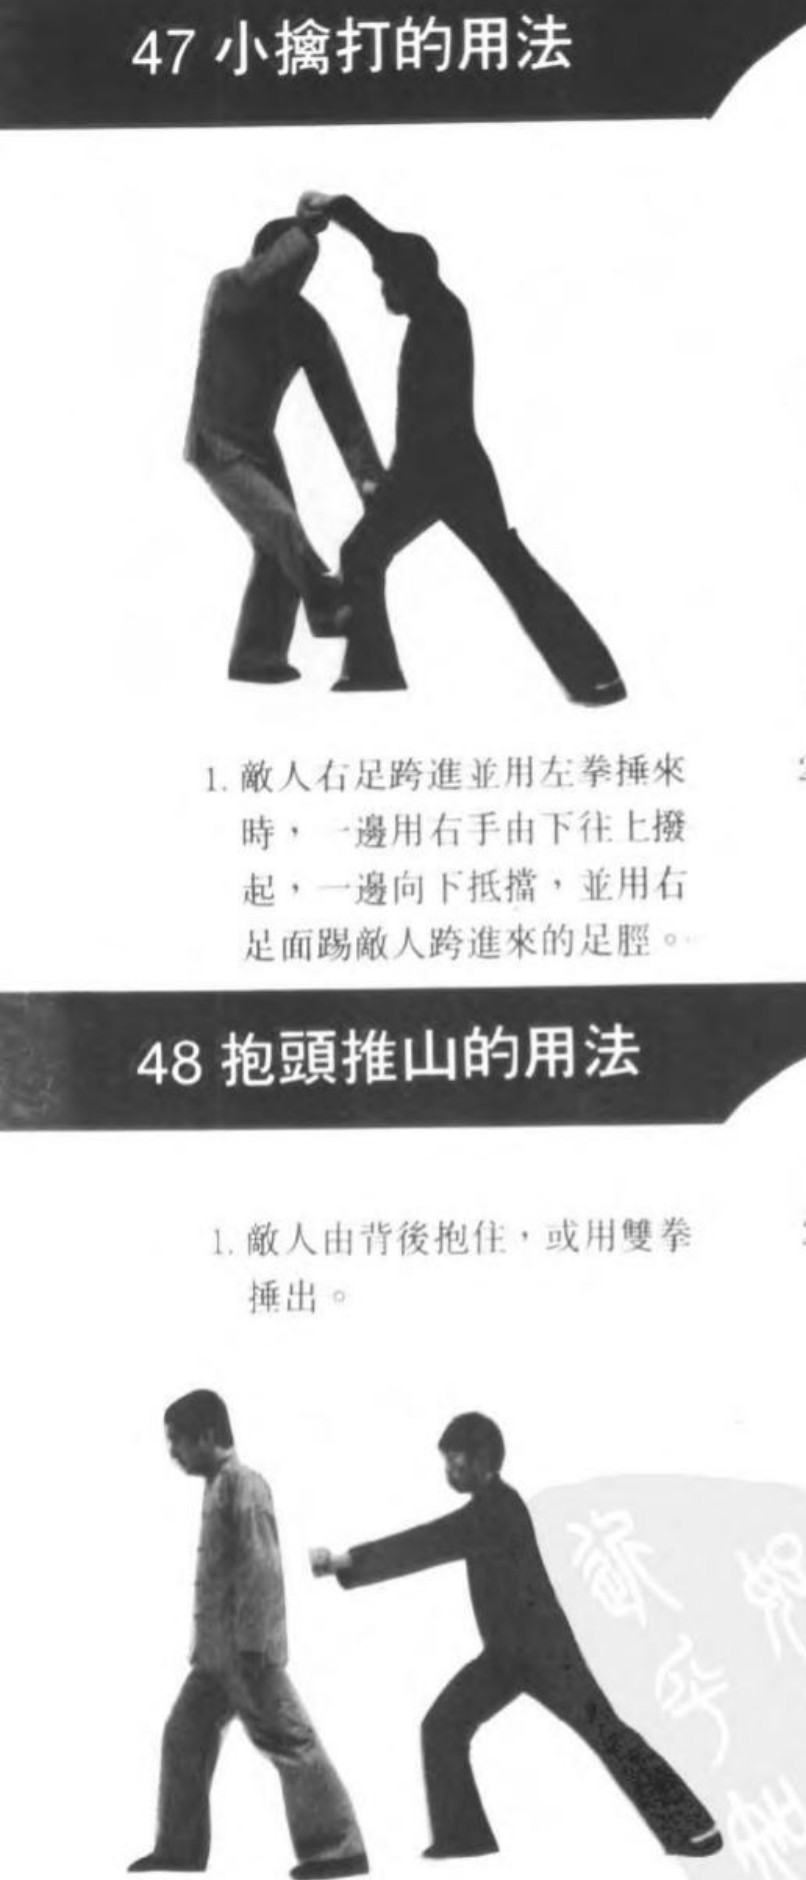 47 小擒打的用法
1. 敵人右足跨進並用左拳捶來
時，一邊用右手由下往上撥
起，一邊向下抵擋，並用右
足面踢敵人跨進來的足脛。
48 抱頭推山的用法
1. 敵人由背後抱住，或用雙拳
捶出。